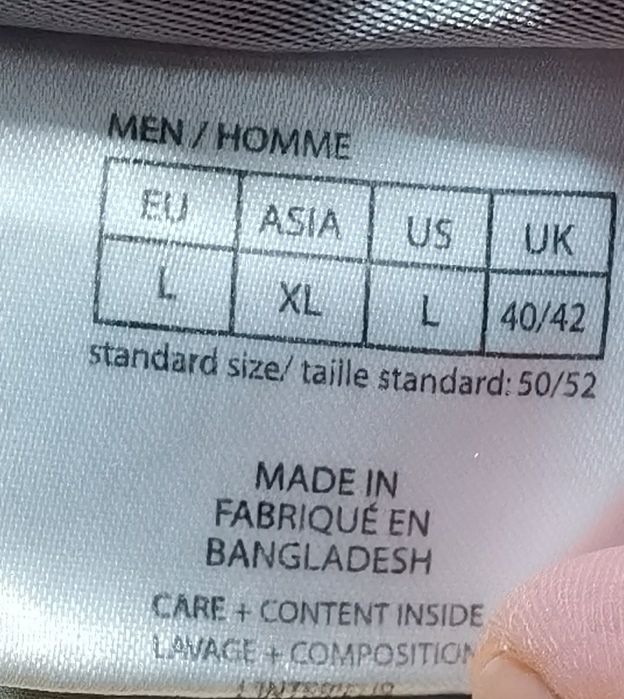 MEN / HOMME
EU ASIA US UK
L XL L 40/42
standard size/ taille standard: 50/52
MADE IN
FABRIQUÉ EN
BANGLADESH
CARE + CONTENT INSIDE
LAVAGE + COMPOSITION